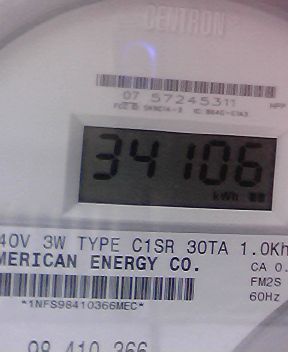 CENTRON
07 57245311
34106
kWh
40V 3W TYPE C1SR 30TA 1.0Kh
MERICAN ENERGY CO.
CA 0.
FM2S
60Hz
*1NFS98410366MEC*
98 410 366